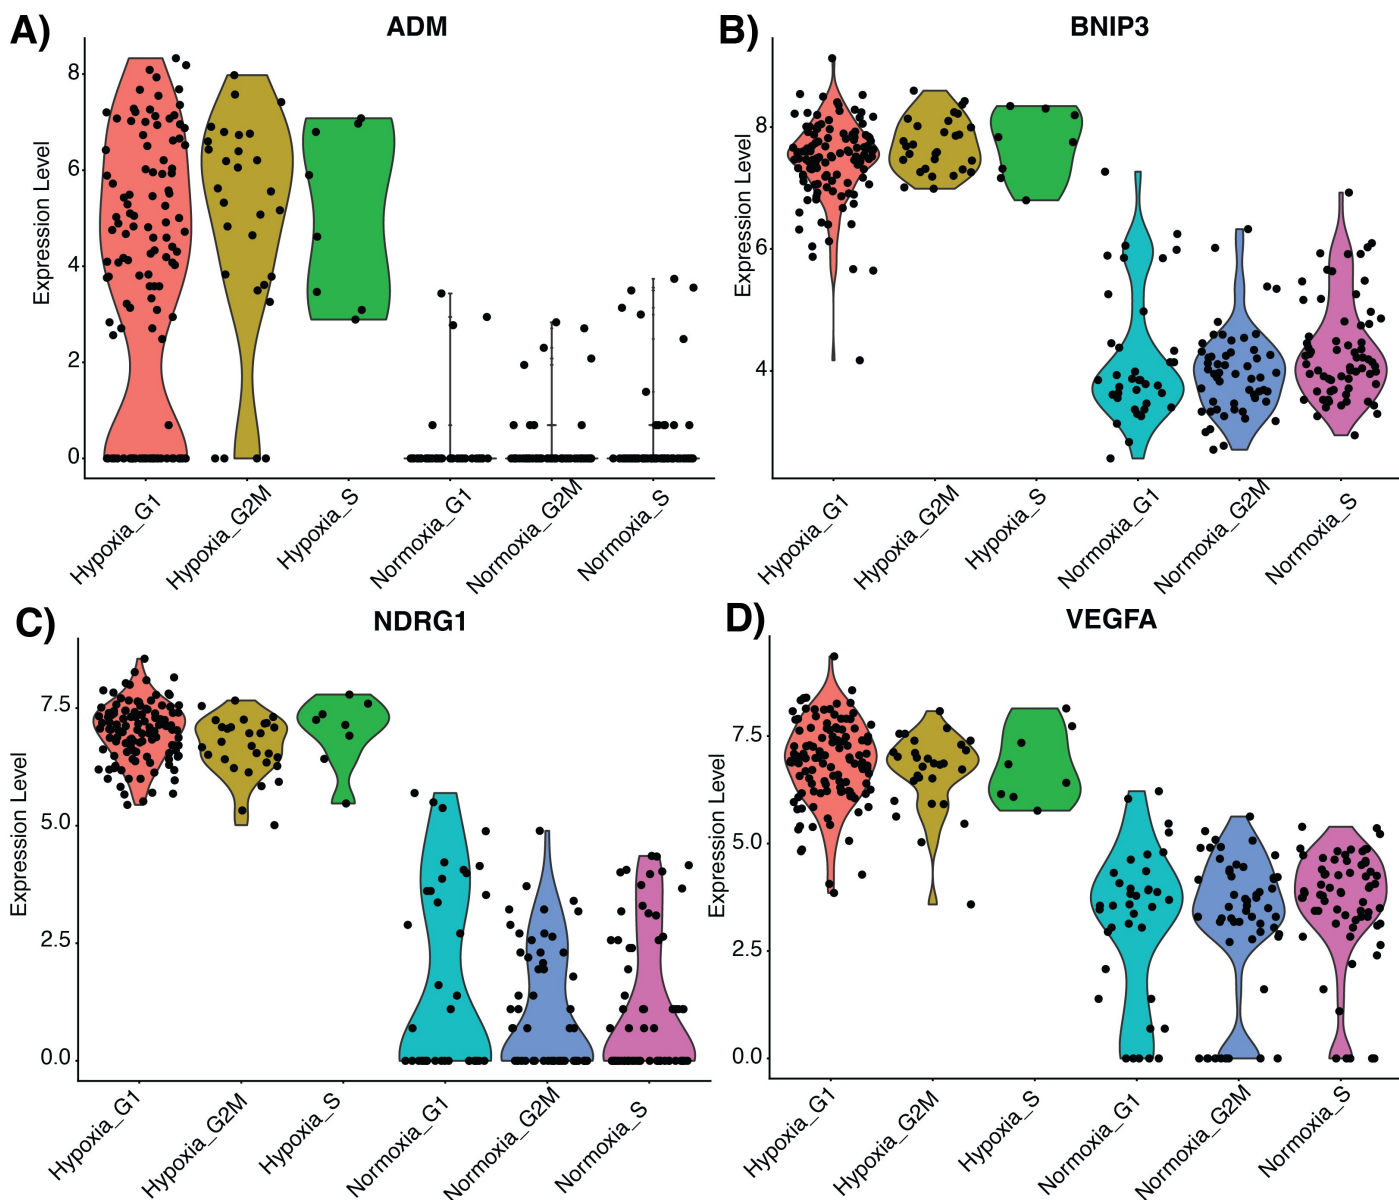 A)
ADM
Expression Level
8
6
4
2
0
Hypoxia_G1
Hypoxia_G2M
Hypoxia_S
Normoxia_G1
Normoxia_G2M
Normoxia_S
B)
BNIP3
Expression Level
8
6
4
Hypoxia_G1
Hypoxia_G2M
Hypoxia_S
Normoxia_G1
Normoxia_G2M
Normoxia_S
C)
NDRG1
Expression Level
7.5
5.0
2.5
0.0
Hypoxia_G1
Hypoxia_G2M
Hypoxia_S
Normoxia_G1
Normoxia_G2M
Normoxia_S
D)
VEGFA
Expression Level
7.5
5.0
2.5
0.0
Hypoxia_G1
Hypoxia_G2M
Hypoxia_S
Normoxia_G1
Normoxia_G2M
Normoxia_S